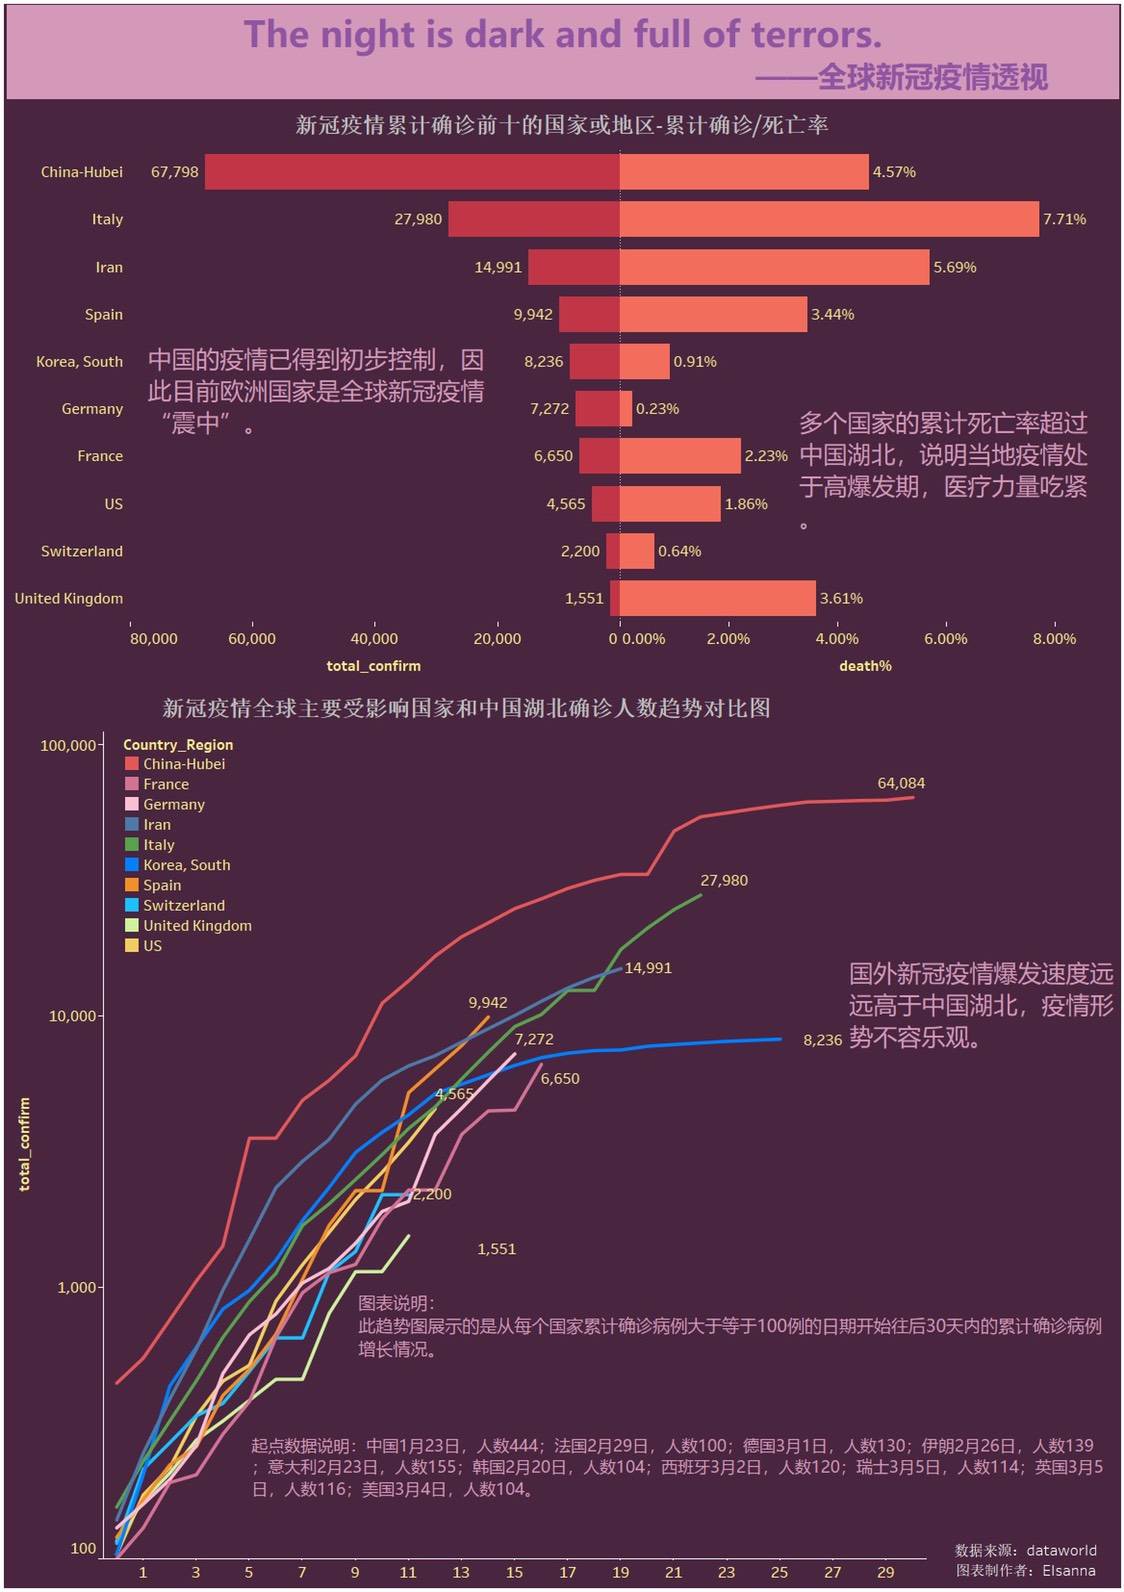 The night is dark and full of terrors.
——全球新冠疫情透视
新冠疫情累计确诊前十的国家或地区-累计确诊/死亡率
China-Hubei 67,798 4.57%
Italy 27,980 7.71%
Iran 14,991 5.69%
Spain 9,942 3.44%
Korea, South 8,236 0.91%
Germany 7,272 0.23%
France 6,650 2.23%
US 4,565 1.86%
Switzerland 2,200 0.64%
United Kingdom 1,551 3.61%
中国的疫情已得到初步控制，因
此目前欧洲国家是全球新冠疫情
“震中”。
多个国家的累计死亡率超过
中国湖北，说明当地疫情处
于高爆发期，医疗力量吃紧
。
80,000 60,000 40,000 20,000 0 0.00% 2.00% 4.00% 6.00% 8.00%
total_confirm death%
新冠疫情全球主要受影响国家和中国湖北确诊人数趋势对比图
100,000
10,000
1,000
100
total_confirm
Country_Region
China-Hubei
France
Germany
Iran
Italy
Korea, South
Spain
Switzerland
United Kingdom
US
64,084
27,980
14,991
9,942
7,272
8,236
6,650
4,565
2,200
1,551
国外新冠疫情爆发速度远
远高于中国湖北，疫情形
势不容乐观。
图表说明：
此趋势图展示的是从每个国家累计确诊病例大于等于100例的日期开始往后30天内的累计确诊病例
增长情况。
起点数据说明：中国1月23日，人数444；法国2月29日，人数100；德国3月1日，人数130；伊朗2月26日，人数139
；意大利2月23日，人数155；韩国2月20日，人数104；西班牙3月2日，人数120；瑞士3月5日，人数114；英国3月5
日，人数116；美国3月4日，人数104。
1 3 5 7 9 11 13 15 17 19 21 23 25 27 29
数据来源：dataworld
图表制作者：Elsanna